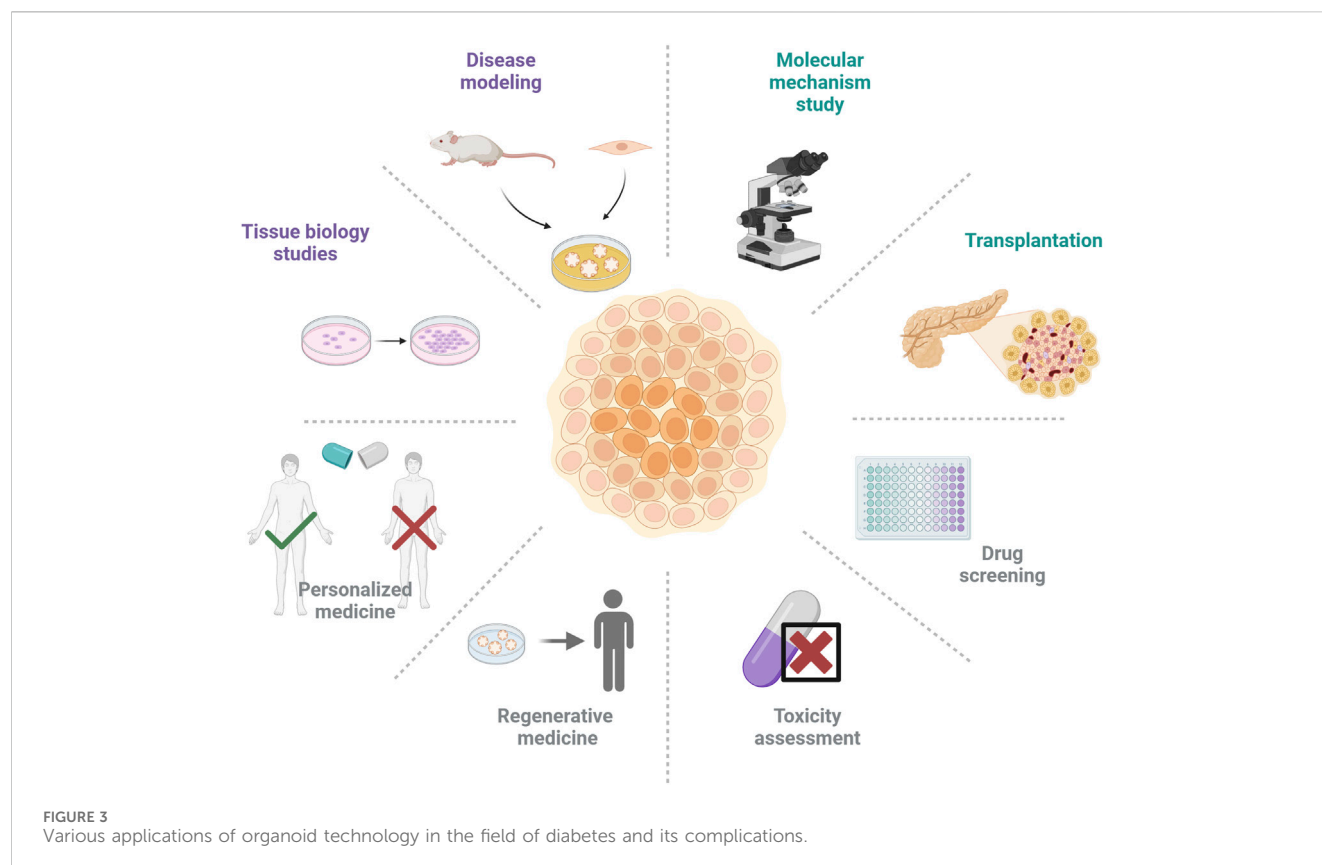 Disease
modeling
Molecular
mechanism
study
Tissue biology
studies
Transplantation
Personalized
medicine
Drug
screening
Regenerative
medicine
Toxicity
assessment
FIGURE 3
Various applications of organoid technology in the field of diabetes and its complications.